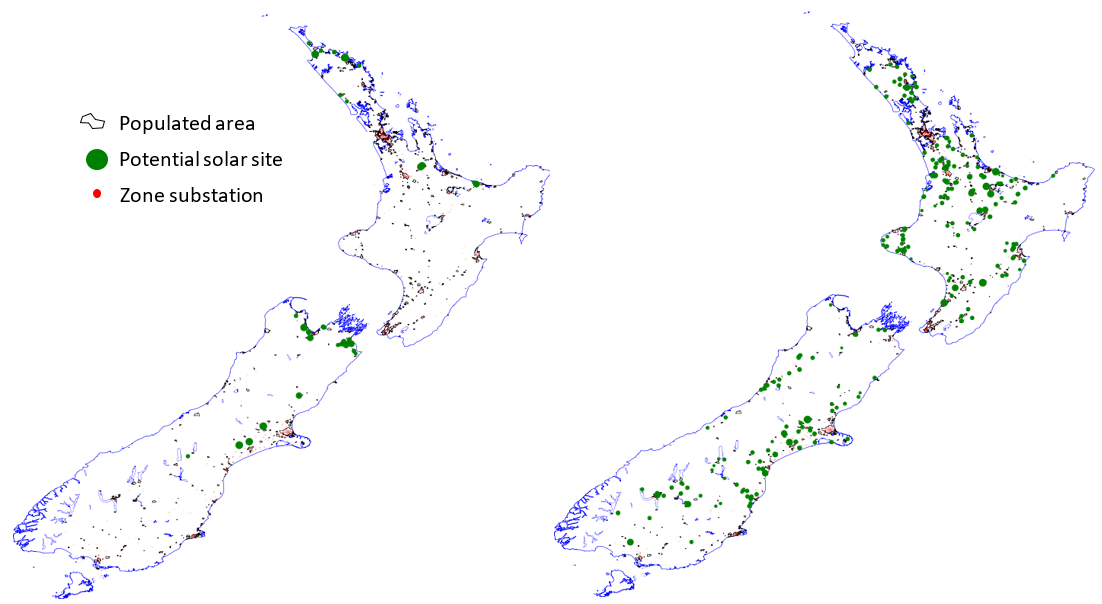 Populated area
Potential solar site
Zone substation